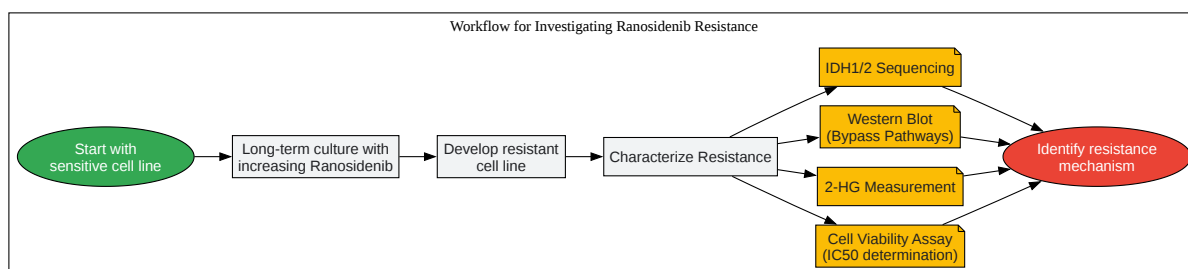 Workflow for Investigating Ranosidenib Resistance
Start with
sensitive cell line
Long-term culture with
increasing Ranosidenib
Develop resistant
cell line
Characterize Resistance
IDH1/2 Sequencing
Western Blot
(Bypass Pathways)
2-HG Measurement
Cell Viability Assay
(IC50 determination)
Identify resistance
mechanism